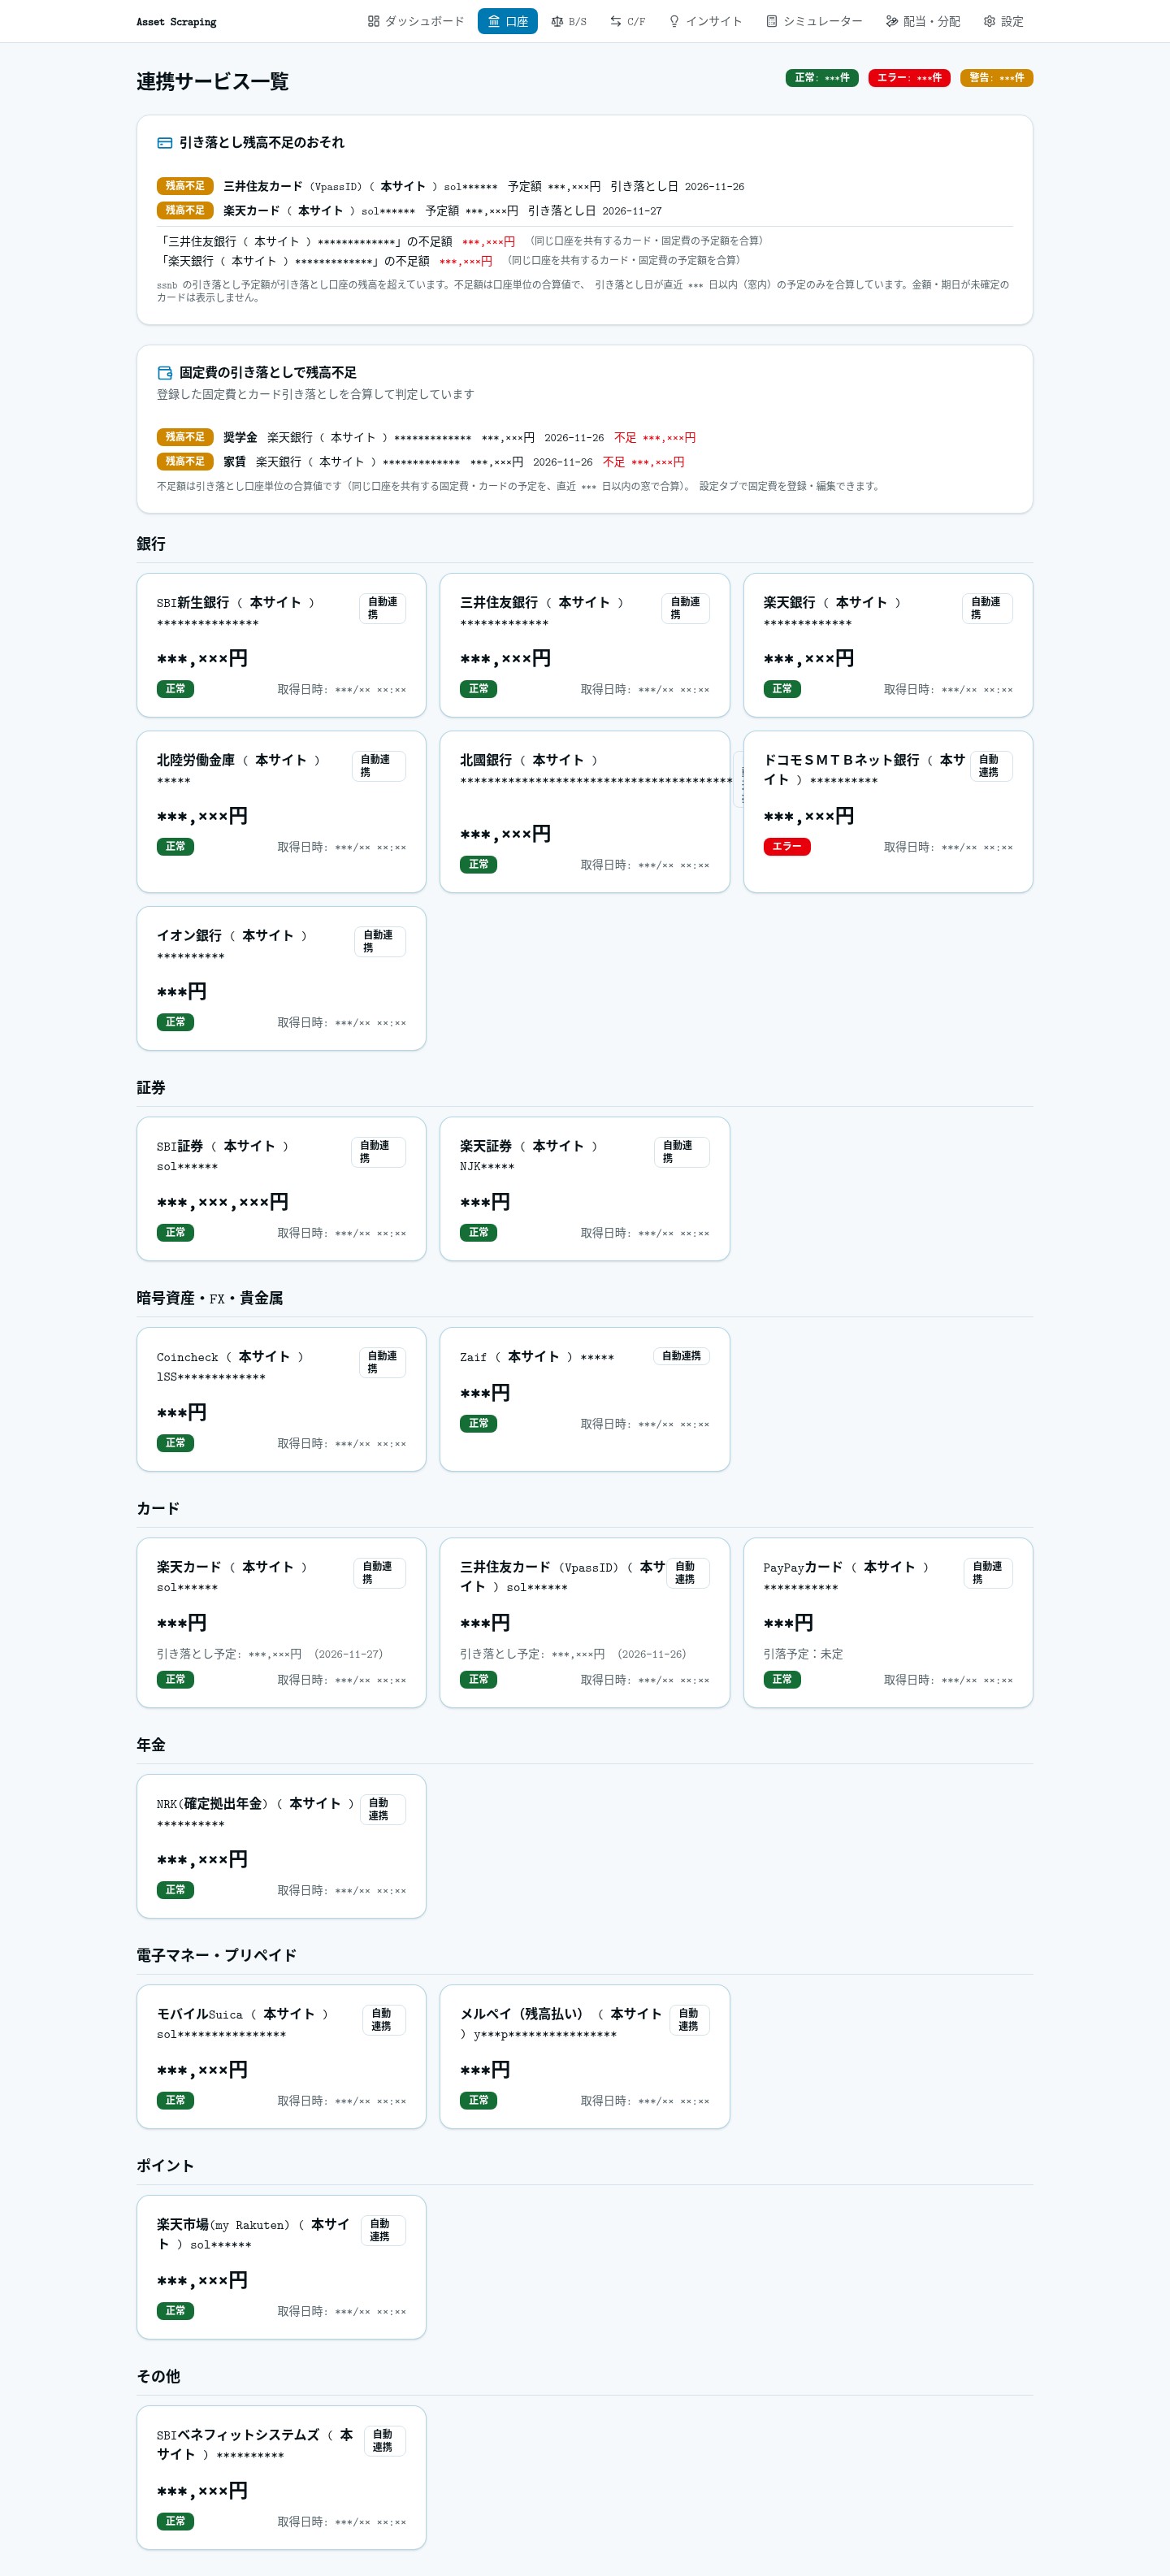 Asset Scraping
ダッシュボード 口座 B/S C/F インサイト シミュレーター 配当・分配 設定
連携サービス一覧
正常: ***件 エラー: ***件 警告: ***件
引き落とし残高不足のおそれ
残高不足 三井住友カード (VpassID) ( 本サイト ) sol****** 予定額 ***,×××円 引き落とし日 2026-11-26
残高不足 楽天カード ( 本サイト ) sol****** 予定額 ***,×××円 引き落とし日 2026-11-27
「三井住友銀行 ( 本サイト ) *************」の不足額 ***,×××円 (同じ口座を共有するカード・固定費の予定額を合算)
「楽天銀行 ( 本サイト ) *************」の不足額 ***,×××円 (同じ口座を共有するカード・固定費の予定額を合算)
ssnb の引き落とし予定額が引き落とし口座の残高を超えています。不足額は口座単位の合算値で、 引き落とし日が直近 *** 日以内（窓内）の予定のみを合算しています。金額・期日が未確定の
カードは表示しません。
固定費の引き落としで残高不足
登録した固定費とカード引き落としを合算して判定しています
残高不足 奨学金 楽天銀行 ( 本サイト ) ************* ***,×××円 2026-11-26 不足 ***,×××円
残高不足 家賃 楽天銀行 ( 本サイト ) ************* ***,×××円 2026-11-26 不足 ***,×××円
不足額は引き落とし口座単位の合算値です（同じ口座を共有する固定費・カードの予定を、直近 *** 日以内の窓で合算）。 設定タブで固定費を登録・編集できます。
銀行
SBI新生銀行 ( 本サイト )
***************
自動連
携
***,×××円
正常 取得日時: ***/×× ××:××
三井住友銀行 ( 本サイト )
*************
自動連
携
***,×××円
正常 取得日時: ***/×× ××:××
楽天銀行 ( 本サイト )
*************
自動連
携
***,×××円
正常 取得日時: ***/×× ××:××
北陸労働金庫 ( 本サイト )
*****
自動連
携
***,×××円
正常 取得日時: ***/×× ××:××
北國銀行 ( 本サイト )
****************************************
***,×××円
正常 取得日時: ***/×× ××:××
ドコモＳＭＴＢネット銀行 ( 本サ
イト ) **********
自動
連携
***,×××円
エラー 取得日時: ***/×× ××:××
イオン銀行 ( 本サイト )
**********
自動連
携
***円
正常 取得日時: ***/×× ××:××
証券
SBI証券 ( 本サイト )
sol******
自動連
携
***,×××,×××円
正常 取得日時: ***/×× ××:××
楽天証券 ( 本サイト )
NJK*****
自動連
携
***円
正常 取得日時: ***/×× ××:××
暗号資産・FX・貴金属
Coincheck ( 本サイト )
lSS*************
自動連
携
***円
正常 取得日時: ***/×× ××:××
Zaif ( 本サイト ) *****
自動連携
***円
正常 取得日時: ***/×× ××:××
カード
楽天カード ( 本サイト )
sol******
自動連
携
***円
引き落とし予定: ***,×××円 (2026-11-27)
正常 取得日時: ***/×× ××:××
三井住友カード (VpassID) ( 本サ
イト ) sol******
自動
連携
***円
引き落とし予定: ***,×××円 (2026-11-26)
正常 取得日時: ***/×× ××:××
PayPayカード ( 本サイト )
***********
自動連
携
***円
引落予定：未定
正常 取得日時: ***/×× ××:××
年金
NRK(確定拠出年金) ( 本サイト )
**********
自動
連携
***,×××円
正常 取得日時: ***/×× ××:××
電子マネー・プリペイド
モバイルSuica ( 本サイト )
sol****************
自動
連携
***,×××円
正常 取得日時: ***/×× ××:××
メルペイ（残高払い） ( 本サイト
) y***p****************
自動
連携
***円
正常 取得日時: ***/×× ××:××
ポイント
楽天市場(my Rakuten) ( 本サイ
ト ) sol******
自動
連携
***,×××円
正常 取得日時: ***/×× ××:××
その他
SBIベネフィットシステムズ ( 本
サイト ) **********
自動
連携
***,×××円
正常 取得日時: ***/×× ××:××